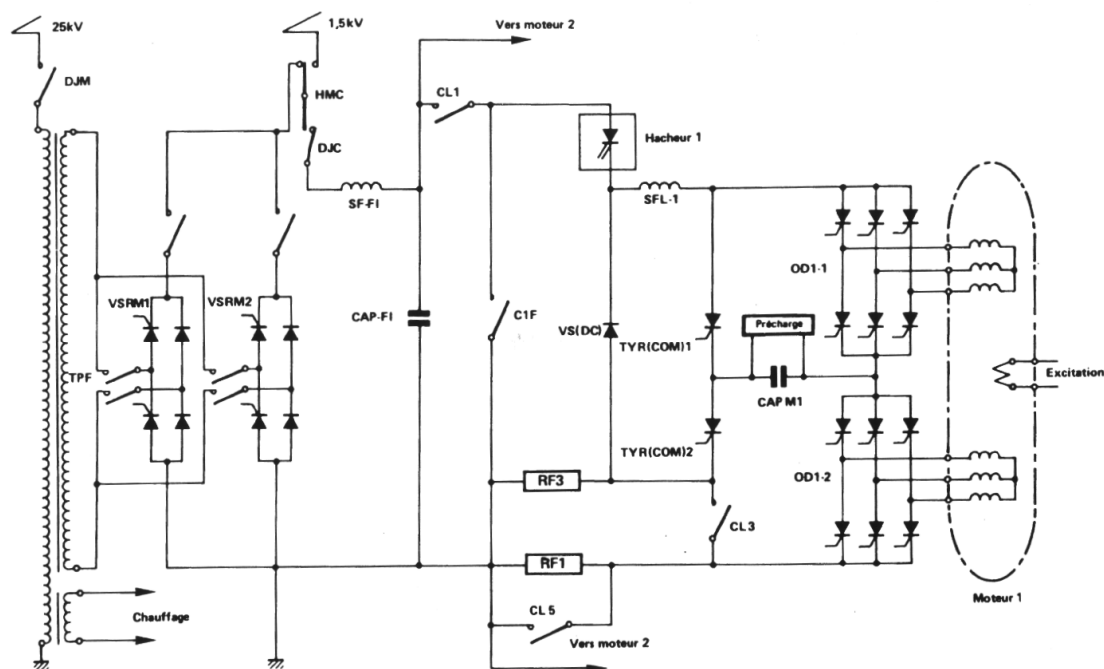 25kV
1,5kV
Vers moteur 2
DJM
HMC
CL1
Hacheur 1
DJC
SF-FI
SFL-1
OD1-1
VSRM1
VSRM2
CAP-FI
C1F
VS(DC)
TYR(COM)1
Précharge
Excitation
TPF
CAP M1
TYR(COM)2
RF3
OD1-2
CL3
RF1
Moteur 1
Chauffage
CL5
Vers moteur 2